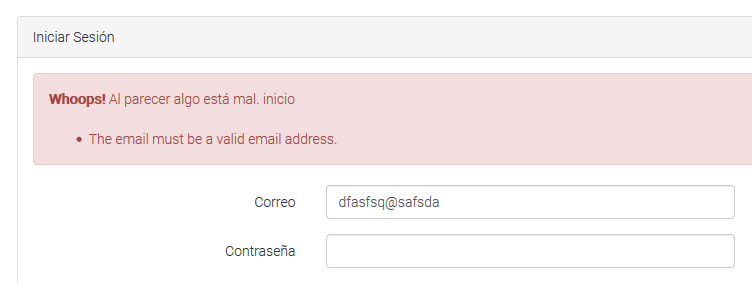 Iniciar Sesión
Whoops! Al parecer algo está mal. inicio
• The email must be a valid email address.
Correo dfasfsq@safsda
Contraseña